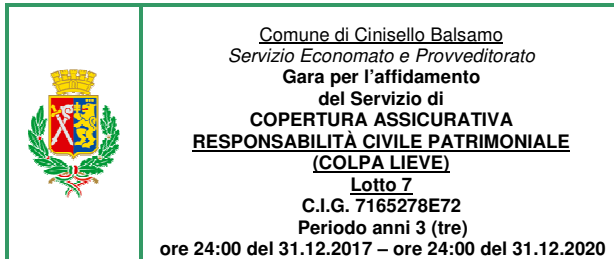 Comune di Cinisello Balsamo
Servizio Economato e Provveditorato
Gara per l'affidamento
del Servizio di
COPERTURA ASSICURATIVA
RESPONSABILITÀ CIVILE PATRIMONIALE
(COLPA LIEVE)
Lotto 7
C.I.G. 7165278E72
Periodo anni 3 (tre)
ore 24:00 del 31.12.2017 – ore 24:00 del 31.12.2020